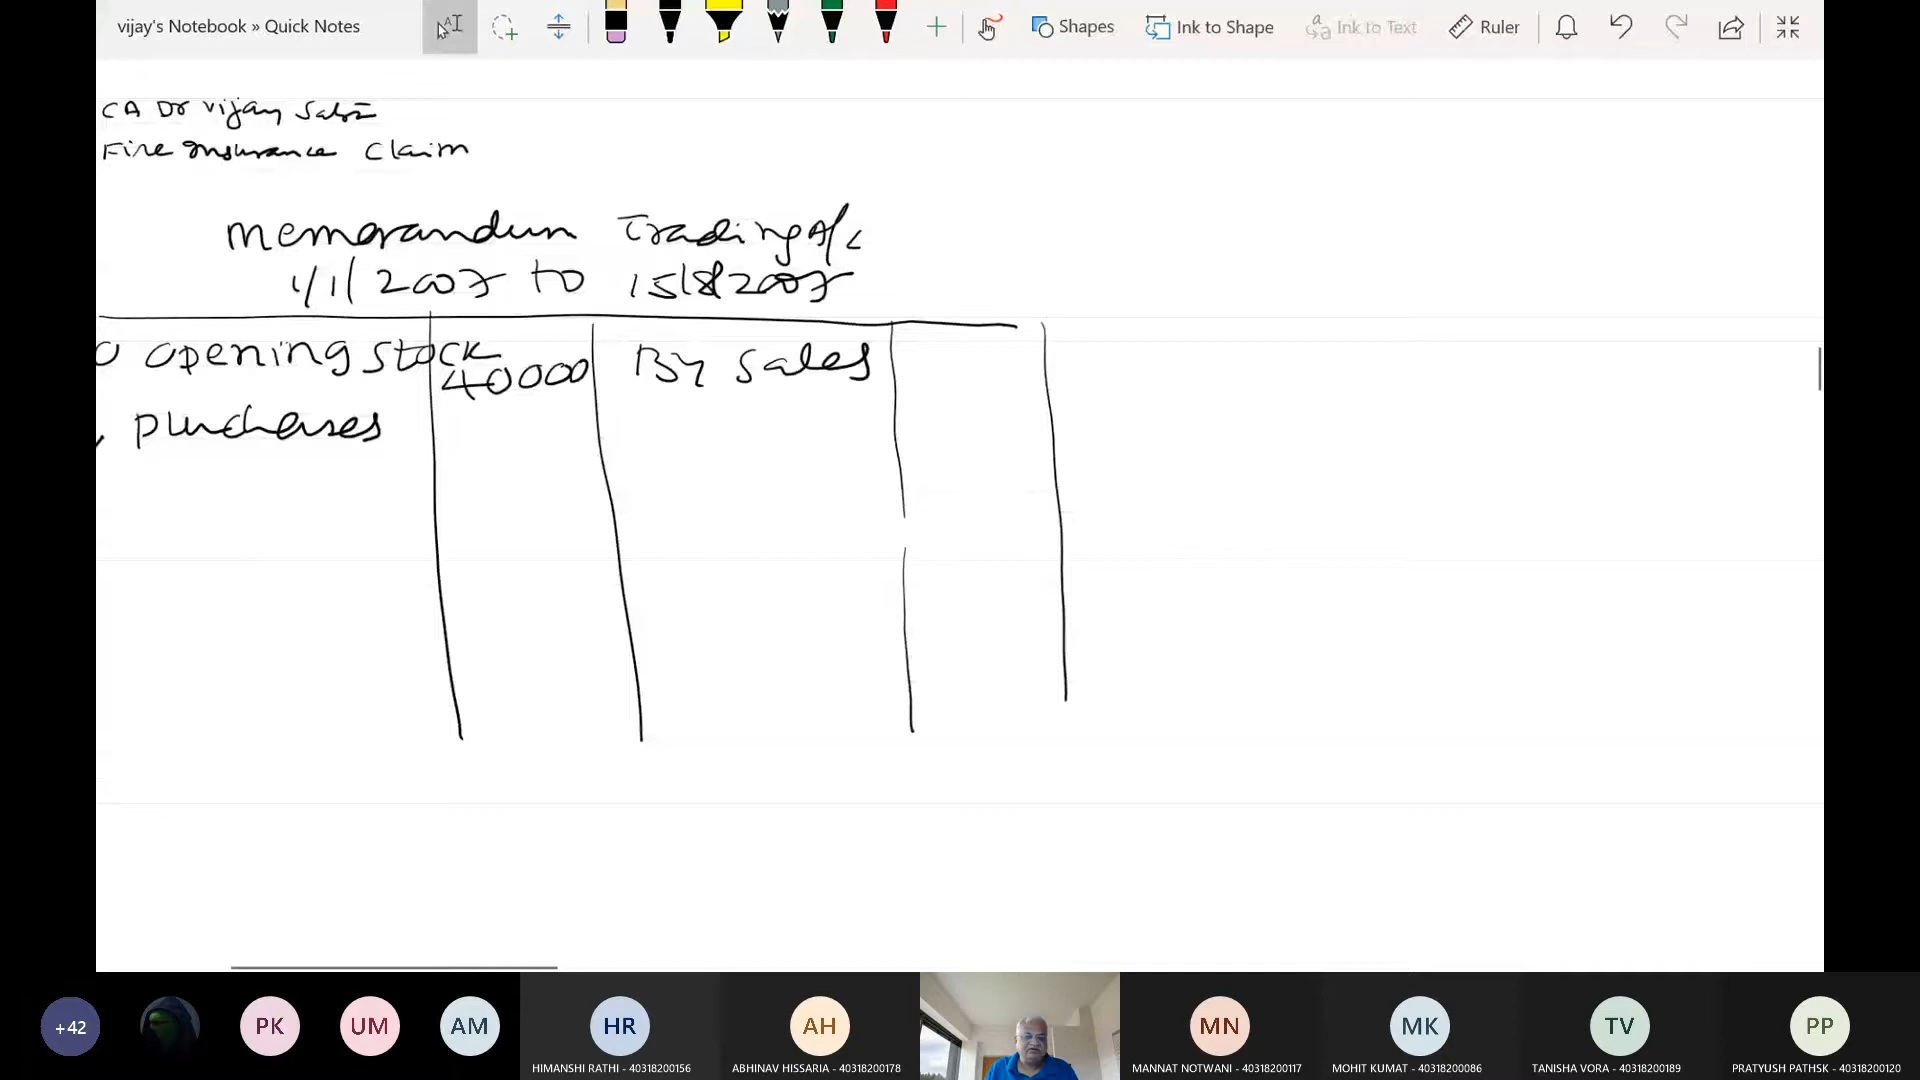 vijay's Notebook » Quick Notes
Shapes
Ink to Shape
Ink to Text
Ruler
CA Dr Vijay
Fire Insurance Claim
Memorandum Trading A/c
1/1/2007 to 15/8/2007
o opening stock 40000 By Sales
purchases
+42
PK
UM
AM
HR
AH
MN
MK
TV
PP
HIMANSHI RATHI - 40318200156
ABHINAV HISSARIA - 40318200178
MANNAT NOTWANI - 40318200117
MOHIT KUMAT - 40318200086
TANISHA VORA - 40318200189
PRATYUSH PATHSK - 40318200120